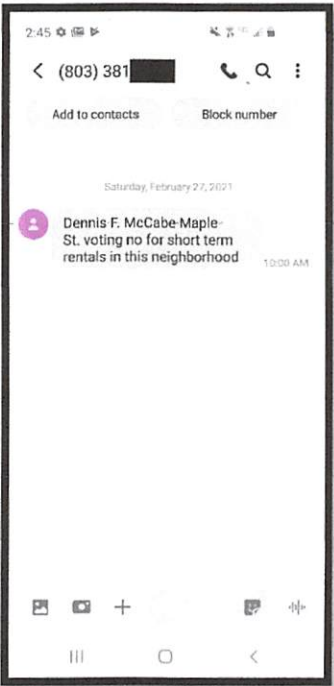 2:45
(803) 381
Add to contacts
Block number
Saturday, February 27, 2021
Dennis F. McCabe-Maple
St. voting no for short term
rentals in this neighborhood
10:00 AM